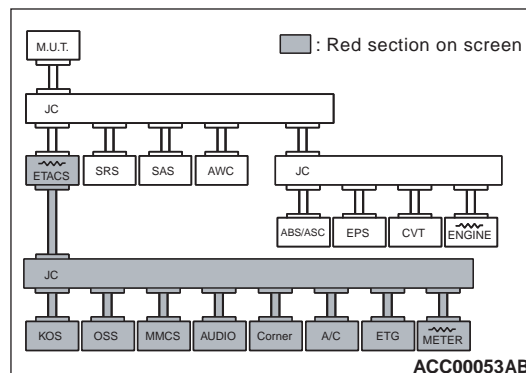 M.U.T.
: Red section on screen
JC
ETACS
SRS
SAS
AWC
JC
ABS/ASC
EPS
CVT
ENGINE
JC
KOS
OSS
MMCS
AUDIO
Corner
A/C
ETG
METER
ACC00053AB